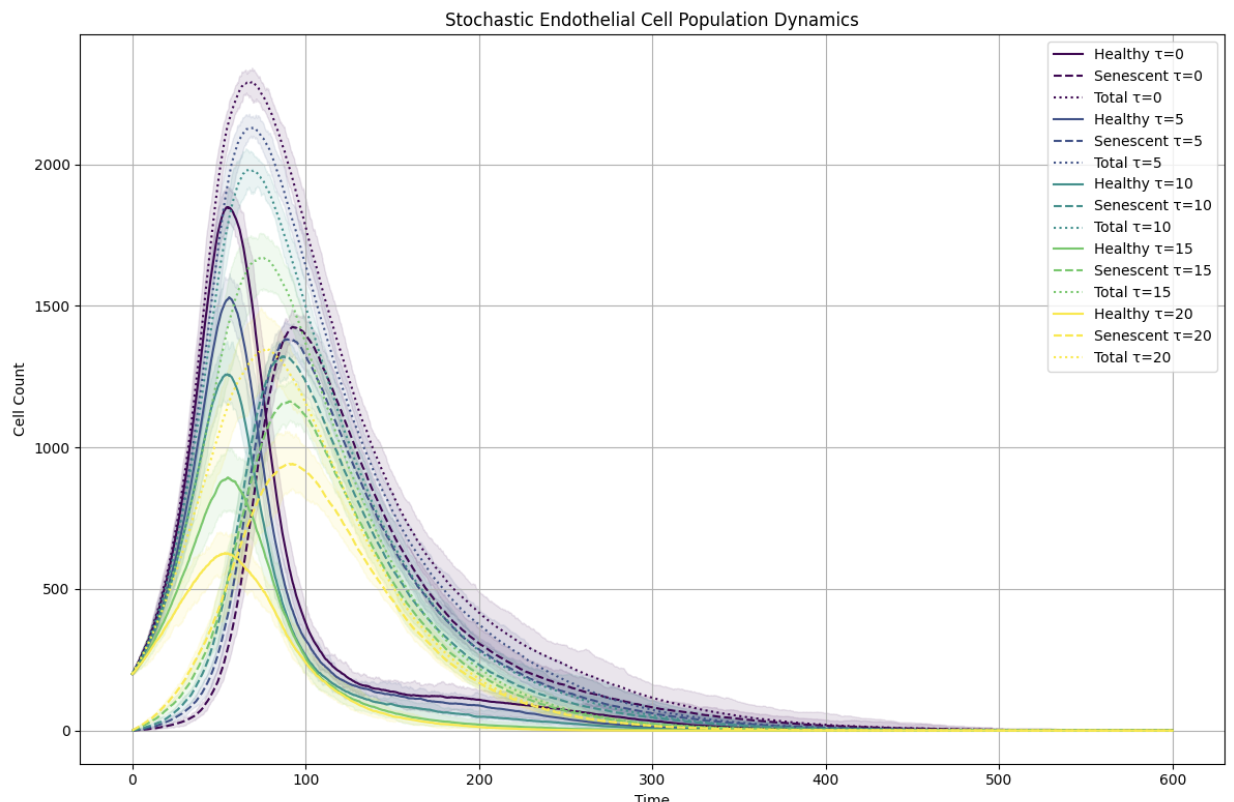 Stochastic Endothelial Cell Population Dynamics
Healthy τ=0
Senescent τ=0
Total τ=0
Healthy τ=5
Senescent τ=5
Total τ=5
Healthy τ=10
Senescent τ=10
Total τ=10
Healthy τ=15
Senescent τ=15
Total τ=15
Healthy τ=20
Senescent τ=20
Total τ=20
Cell Count
2000
1500
1000
500
0
0 100 200 300 400 500 600
Time